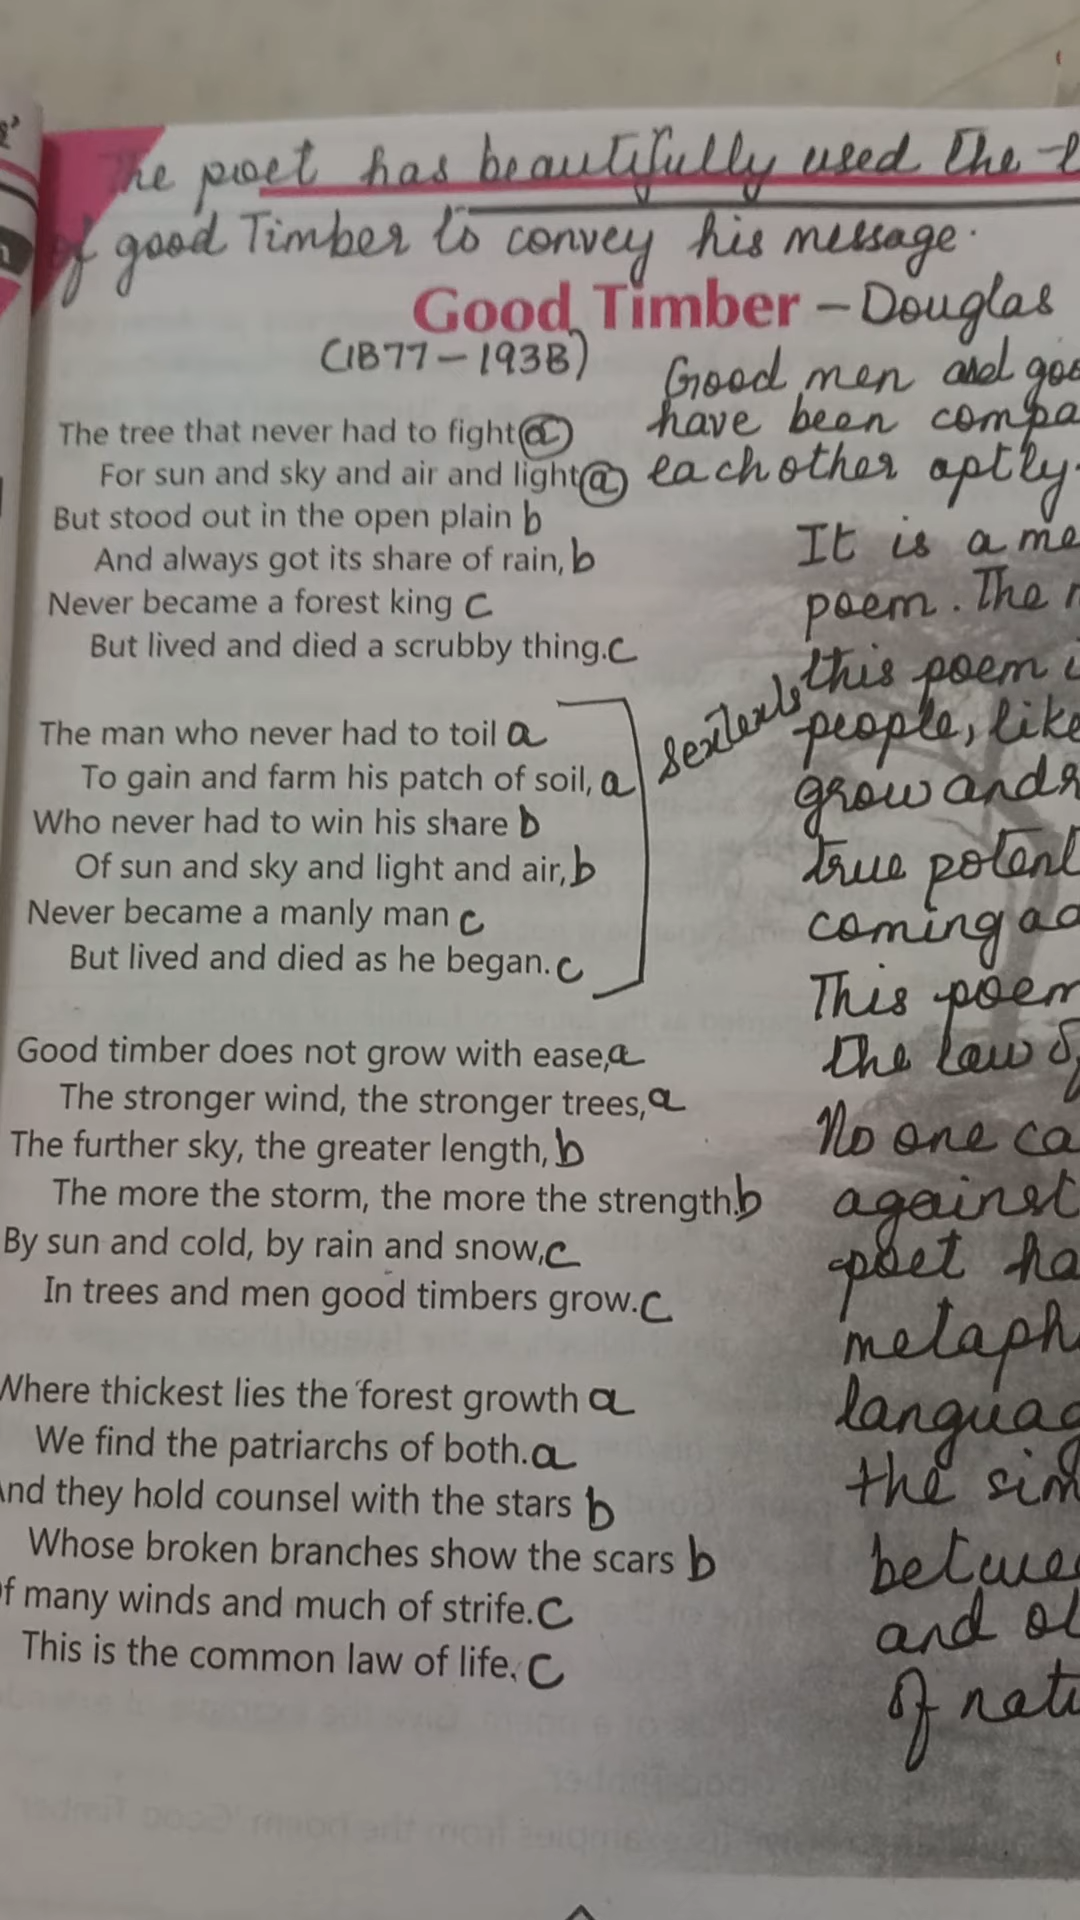 The poet has beautifully used the
of good Timber to convey his message.
Good Timber - Douglas
(1877-1938)
Good men and
have been
each other aptly.
It is a
poem. The
this poem
people, like
grow and
true
coming
This poem
the law
No one
against
poet
the
and
of
sextexts
The tree that never had to fight a
For sun and sky and air and light a
But stood out in the open plain b
And always got its share of rain, b
Never became a forest king c
But lived and died a scrubby thing. c
The man who never had to toil a
To gain and farm his patch of soil, a
Who never had to win his share b
Of sun and sky and light and air, b
Never became a manly man c
But lived and died as he began. c
Good timber does not grow with ease, a
The stronger wind, the stronger trees, a
The further sky, the greater length, b
The more the storm, the more the strength. b
By sun and cold, by rain and snow, c
In trees and men good timbers grow. c
Where thickest lies the forest growth a
We find the patriarchs of both. a
And they hold counsel with the stars b
Whose broken branches show the scars b
Of many winds and much of strife. c
This is the common law of life. c